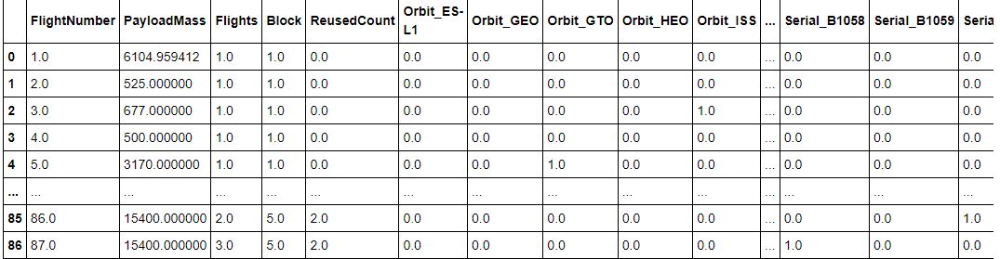 FlightNumber PayloadMass Flights Block ReusedCount Orbit_ES-L1 Orbit_GEO Orbit_GTO Orbit_HEO Orbit_ISS ... Serial_B1058 Serial_B1059 Seria
0 1.0 6104.959412 1.0 1.0 0.0 0.0 0.0 0.0 0.0 0.0 ... 0.0 0.0 0.0
1 2.0 525.000000 1.0 1.0 0.0 0.0 0.0 0.0 0.0 0.0 ... 0.0 0.0 0.0
2 3.0 677.000000 1.0 1.0 0.0 0.0 0.0 0.0 0.0 1.0 ... 0.0 0.0 0.0
3 4.0 500.000000 1.0 1.0 0.0 0.0 0.0 0.0 0.0 0.0 ... 0.0 0.0 0.0
4 5.0 3170.000000 1.0 1.0 0.0 0.0 0.0 1.0 0.0 0.0 ... 0.0 0.0 0.0
... ... ... ... ... ... ... ... ... ... ... ... ... ... ...
85 86.0 15400.000000 2.0 5.0 2.0 0.0 0.0 0.0 0.0 0.0 ... 0.0 0.0 1.0
86 87.0 15400.000000 3.0 5.0 2.0 0.0 0.0 0.0 0.0 0.0 ... 1.0 0.0 0.0